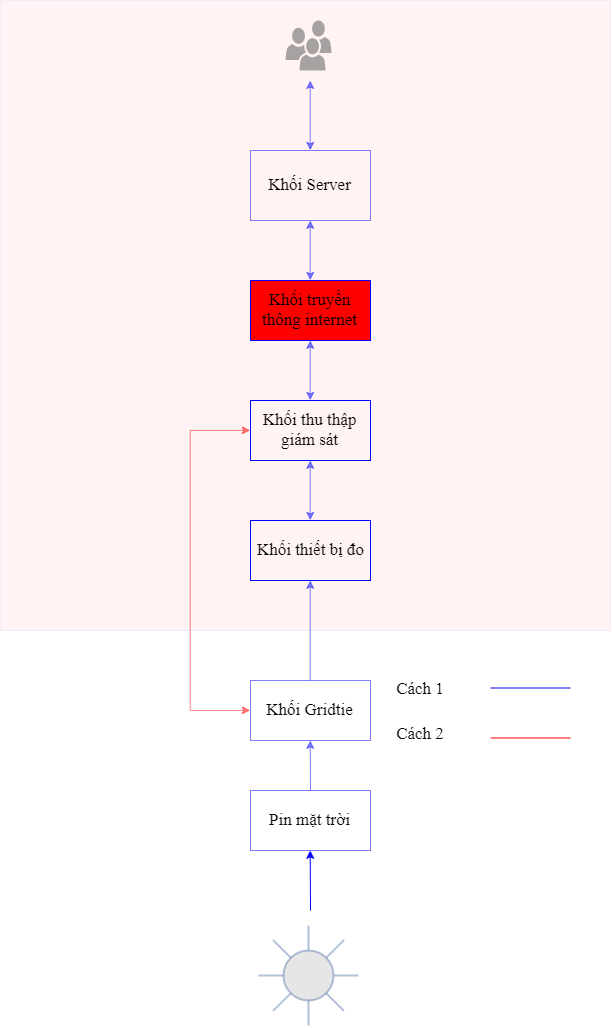 Khối Server
Khối truyền
thông internet
Khối thu thập
giám sát
Khối thiết bị đo
Khối Gridtie
Cách 1
Cách 2
Pin mặt trời